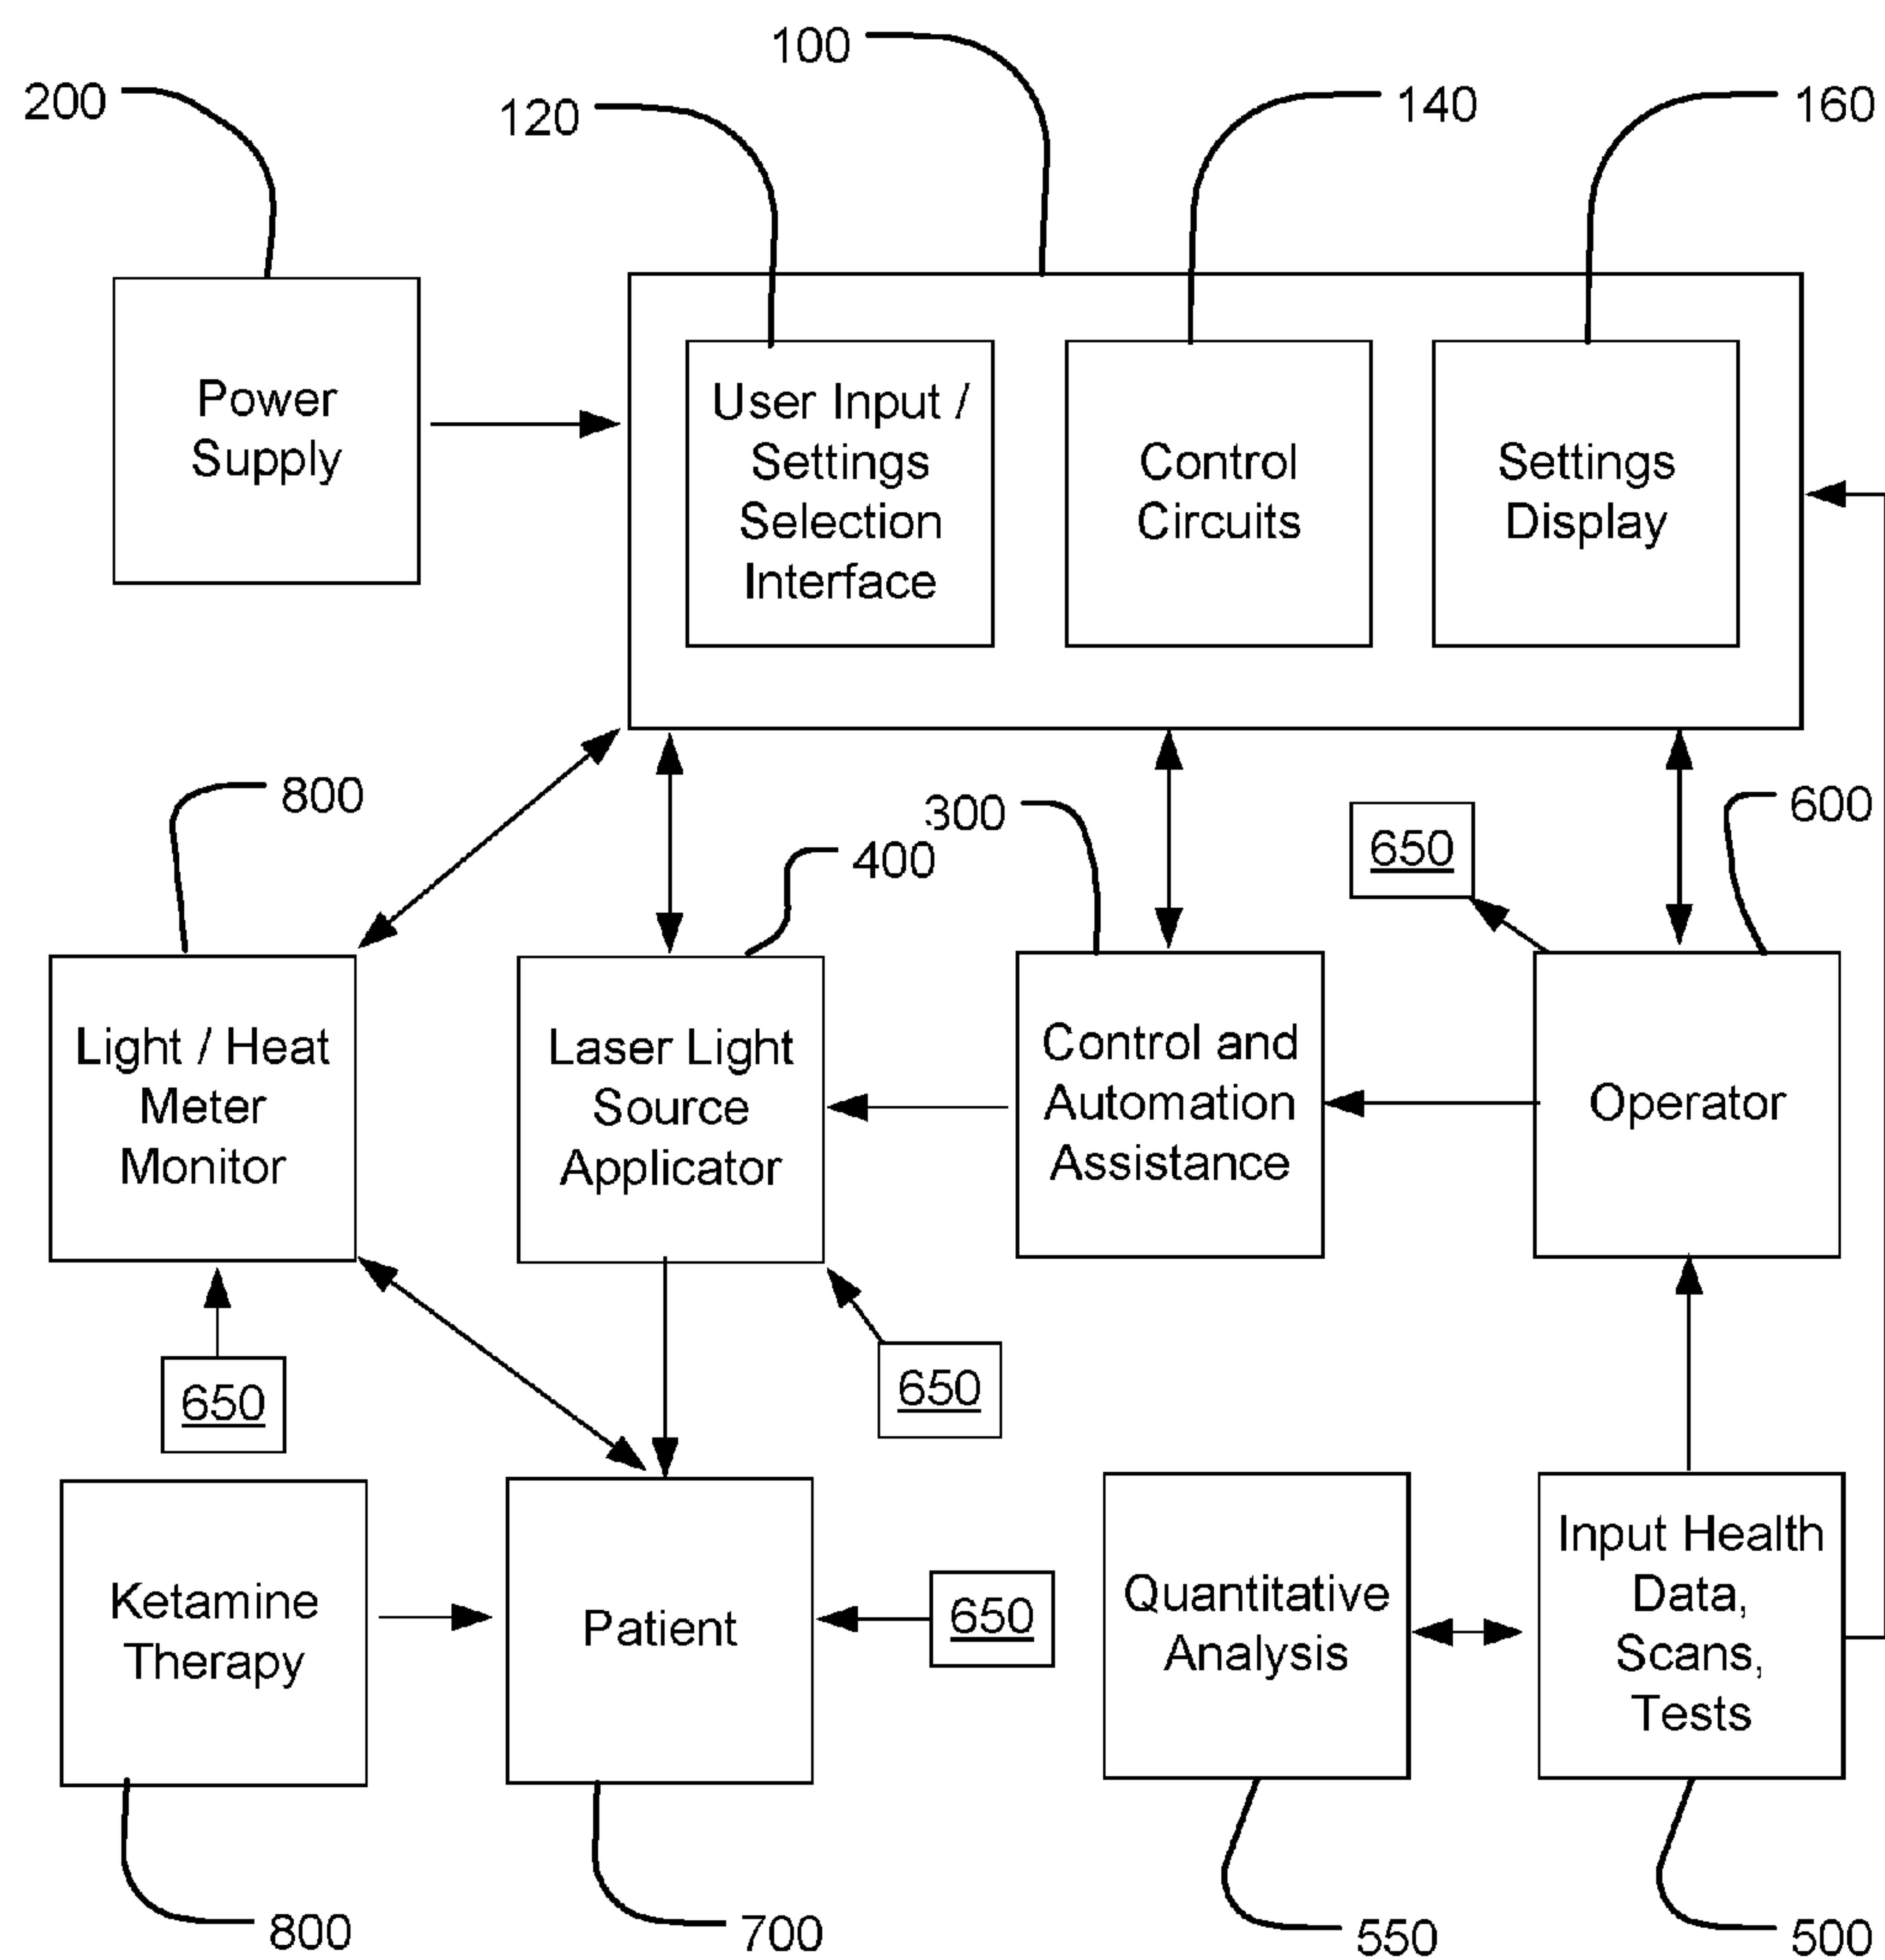 100
200
120
140
160
Power
Supply
User Input /
Settings
Selection
Interface
Control
Circuits
Settings
Display
800
300
400
650
600
Light / Heat
Meter
Monitor
Laser Light
Source
Applicator
Control and
Automation
Assistance
Operator
650
650
Ketamine
Therapy
Patient
650
Quantitative
Analysis
Input Health
Data,
Scans,
Tests
800
700
550
500